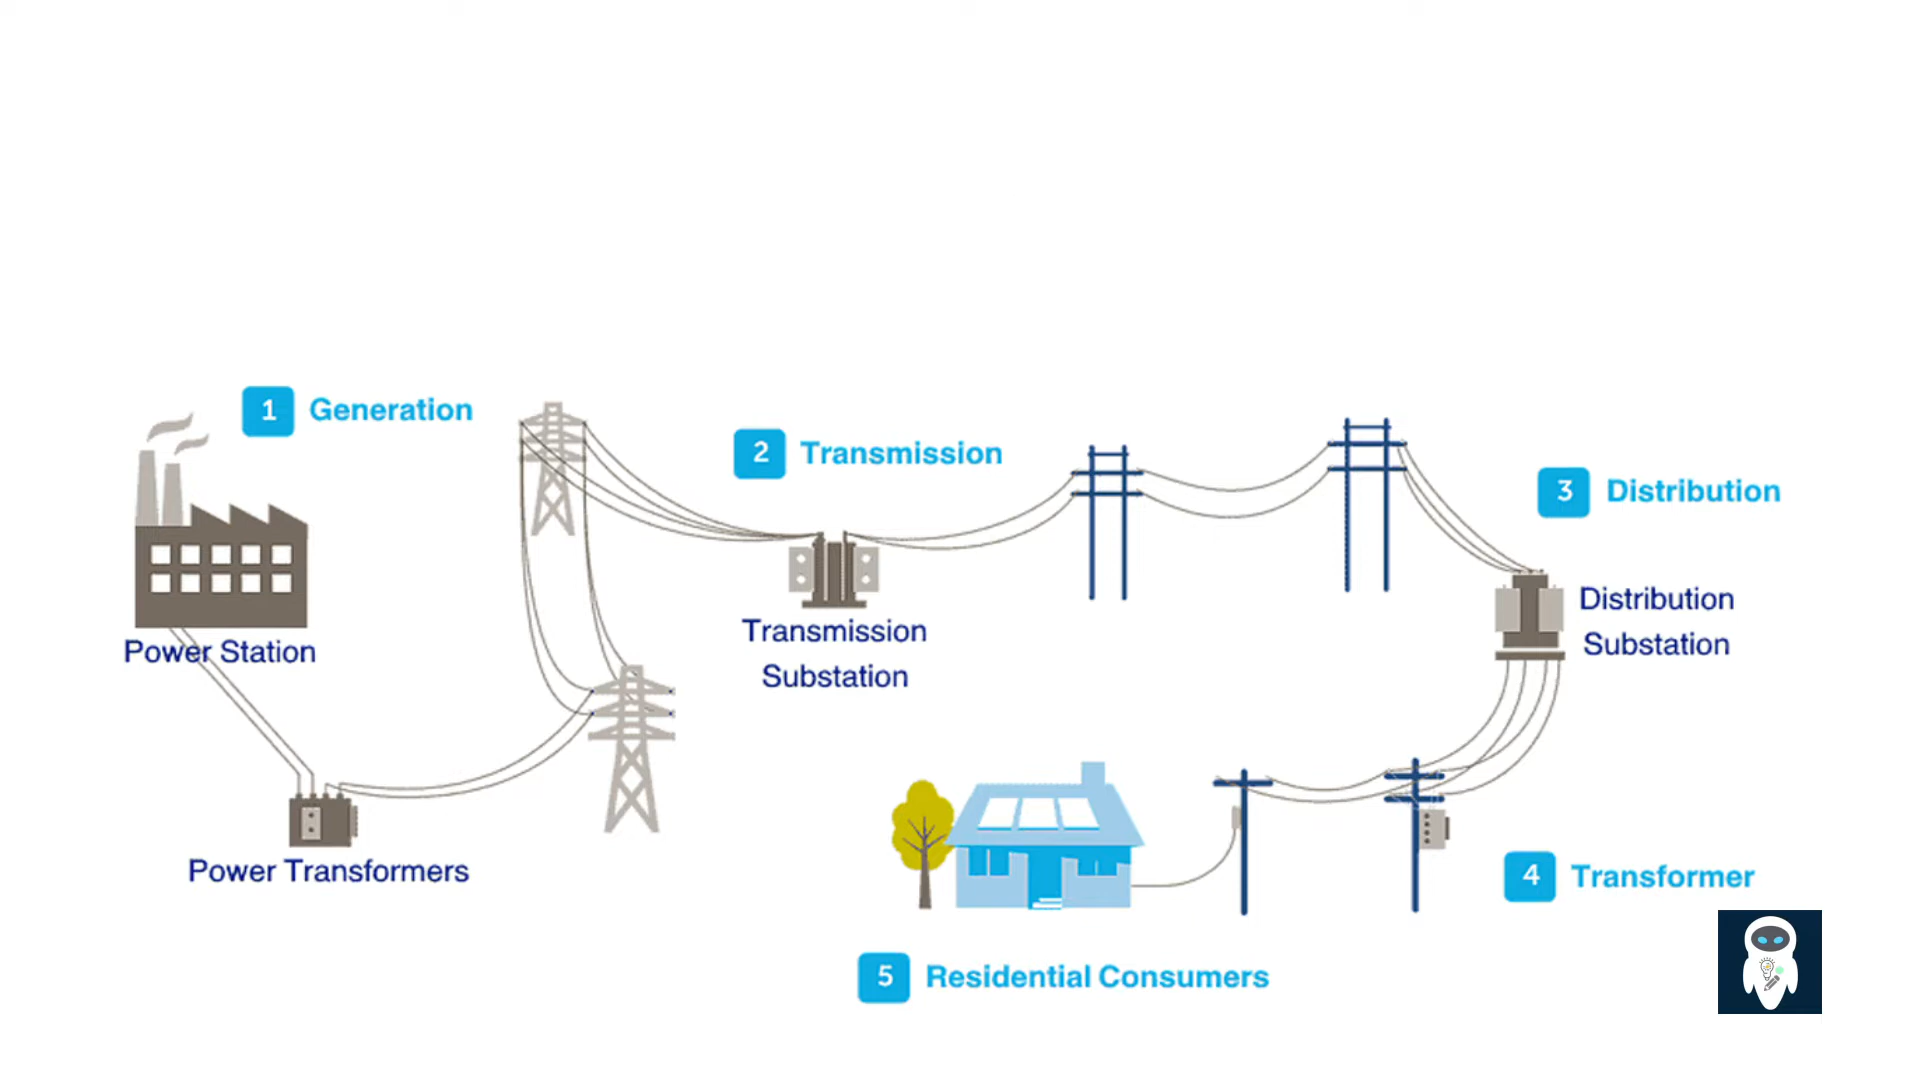 1 Generation
Power Station
Power Transformers
2 Transmission
Transmission
Substation
3 Distribution
Distribution
Substation
4 Transformer
5 Residential Consumers